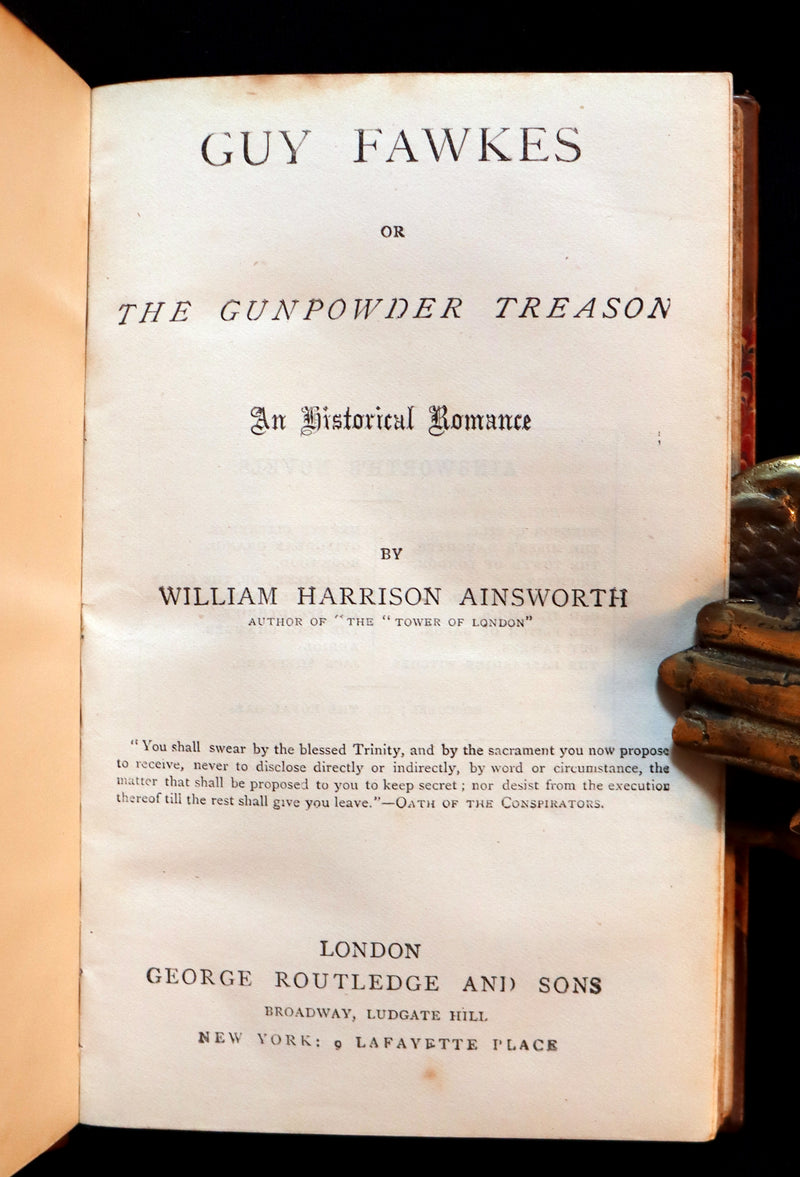 GUY FAWKES
OR
THE GUNPOWDER TREASON
An Historical Romance
BY
WILLIAM HARRISON AINSWORTH
AUTHOR OF "THE "TOWER OF LONDON"
"You shall swear by the blessed Trinity, and by the sacrament you now propose
to receive, never to disclose directly or indirectly, by word or circumstance, the
matter that shall be proposed to you to keep secret; nor desist from the execution
thereof till the rest shall give you leave."—OATH OF THE CONSPIRATORS.
LONDON
GEORGE ROUTLEDGE AND SONS
BROADWAY, LUDGATE HILL
NEW YORK: 9 LAFAYETTE PLACE